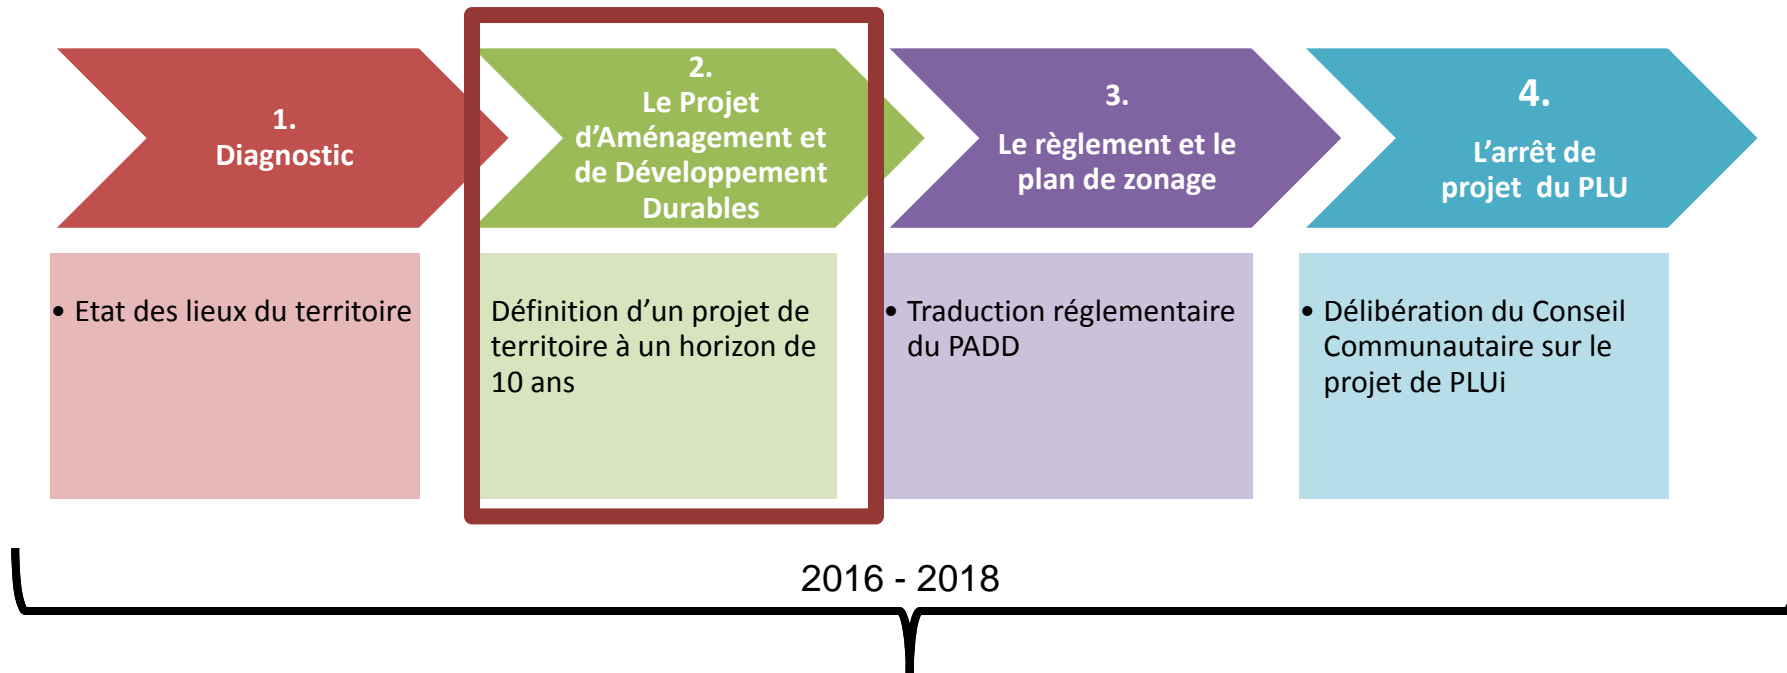 1.
Diagnostic
2.
Le Projet
d’Aménagement et
de Développement
Durables
3.
Le règlement et le
plan de zonage
4.
L’arrêt de
projet du PLU
• Etat des lieux du territoire
Définition d’un projet de
territoire à un horizon de
10 ans
• Traduction réglementaire
du PADD
• Délibération du Conseil
Communautaire sur le
projet de PLUi
2016 - 2018